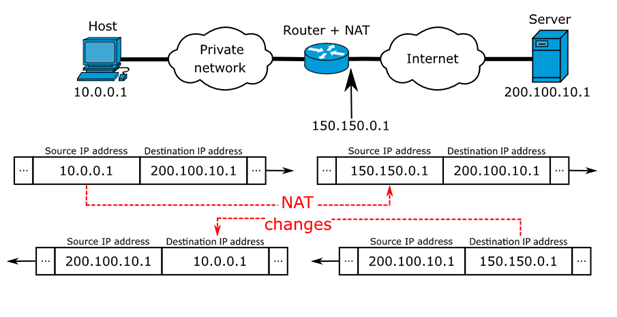 Host
Router + NAT
Server
Private
network
Internet
10.0.0.1
200.100.10.1
150.150.0.1
Source IP address Destination IP address
... 10.0.0.1 200.100.10.1 ...
Source IP address Destination IP address
... 150.150.0.1 200.100.10.1 ...
NAT
changes
Source IP address Destination IP address
... 200.100.10.1 10.0.0.1 ...
Source IP address Destination IP address
... 200.100.10.1 150.150.0.1 ...